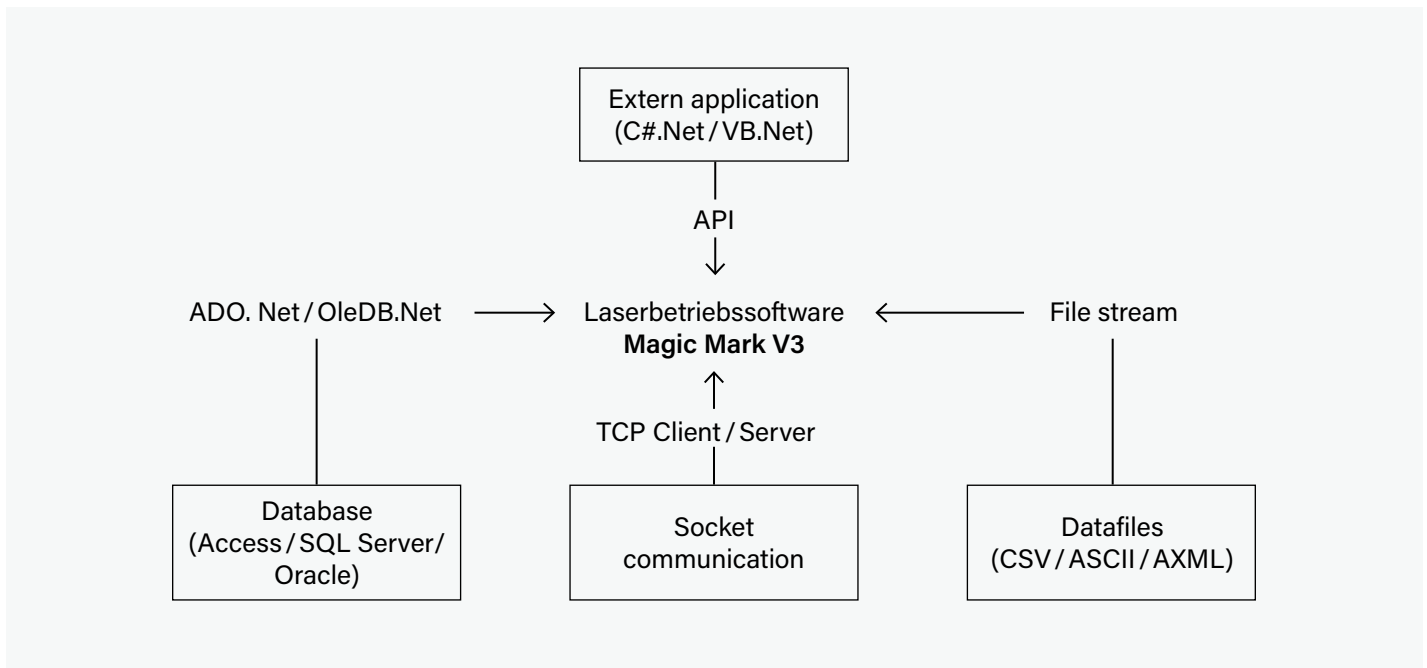 Extern application
(C#.Net / VB.Net)
API
ADO. Net / OleDB.Net
Laserbetriebssoftware
Magic Mark V3
File stream
TCP Client / Server
Database
(Access / SQL Server/
Oracle)
Socket
communication
Datafiles
(CSV / ASCII / AXML)